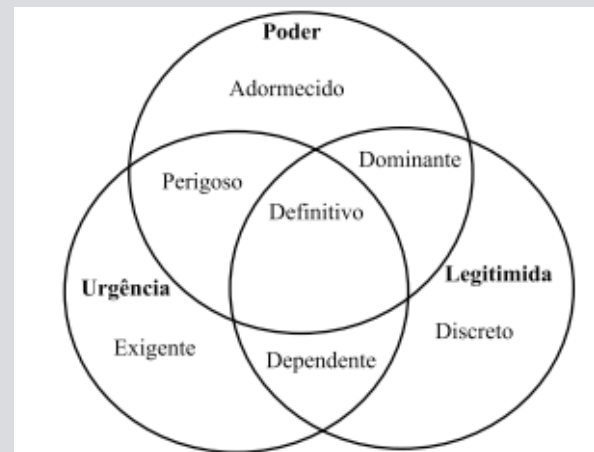 Poder
Adormecido
Dominante
Perigoso
Definitivo
Urgência
Legitimida
Exigente
Dependente
Discreto